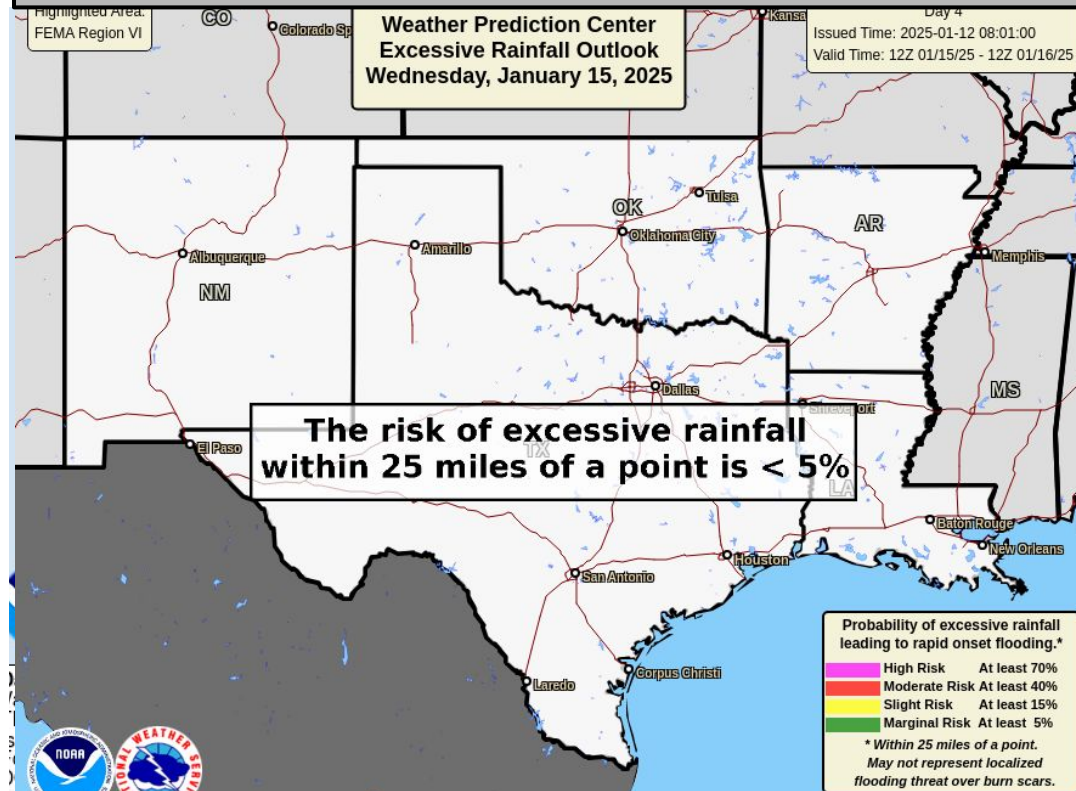 Highlighted Area:
FEMA Region VI
Weather Prediction Center
Excessive Rainfall Outlook
Wednesday, January 15, 2025
Day 4
Issued Time: 2025-01-12 08:01:00
Valid Time: 12Z 01/15/25 - 12Z 01/16/25
CO
Colorado Sp
Kansa
Tulsa
OK
Oklahoma City
AR
Amarillo
Albuquerque
Memphis
NM
Dallas
MS
Shreveport
The risk of excessive rainfall
within 25 miles of a point is < 5%
El Paso
TX
LA
Baton Rouge
New Orleans
Houston
San Antonio
Corpus Christi
Laredo
Probability of excessive rainfall
leading to rapid onset flooding.*
High Risk At least 70%
Moderate Risk At least 40%
Slight Risk At least 15%
Marginal Risk At least 5%
* Within 25 miles of a point.
May not represent localized
flooding threat over burn scars.
NOAA
WEATHER